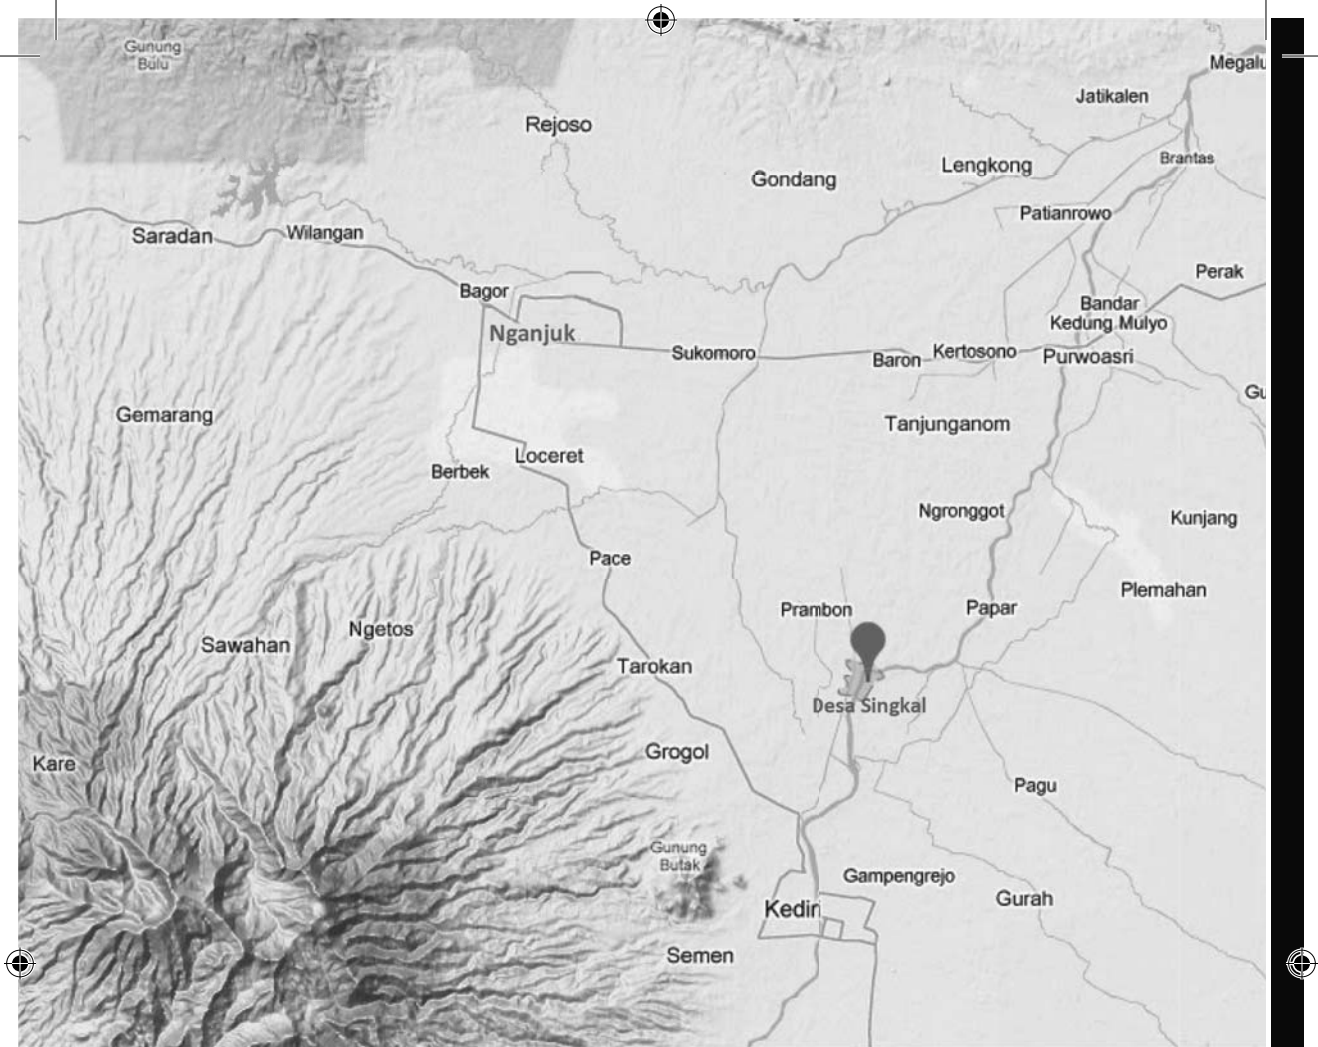 Gunung
Bulu
Megalu
Jatikalen
Rejoso
Brantas
Lengkong
Gondang
Patianrowo
Saradan
Wilangan
Perak
Bagor
Bandar
Kedung Mulyo
Nganjuk
Sukomoro
Baron
Kertosono
Purwoasri
Gu
Gemarang
Tanjunganom
Loceret
Berbek
Ngronggot
Kunjang
Pace
Plemahan
Prambon
Papar
Ngetos
Sawahan
Tarokan
Desa Singkal
Grogol
Kare
Pagu
Gunung
Butak
Gampengrejo
Gurah
Kediri
Semen